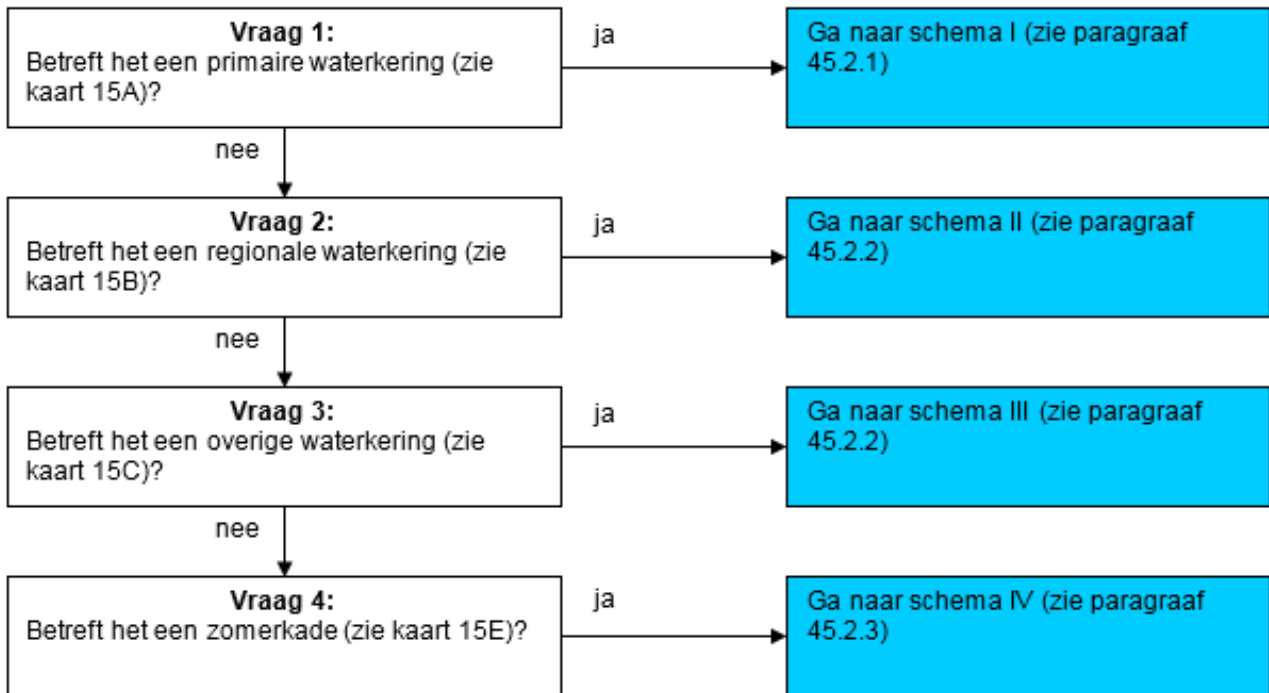 Vraag 1:
Betreft het een primaire waterkering (zie
kaart 15A)?
ja
Ga naar schema I (zie paragraaf
45.2.1)
nee
Vraag 2:
Betreft het een regionale waterkering (zie
kaart 15B)?
ja
Ga naar schema II (zie paragraaf
45.2.2)
nee
Vraag 3:
Betreft het een overige waterkering (zie
kaart 15C)?
ja
Ga naar schema III (zie paragraaf
45.2.2)
nee
Vraag 4:
Betreft het een zomerkade (zie kaart 15E)?
ja
Ga naar schema IV (zie paragraaf
45.2.3)